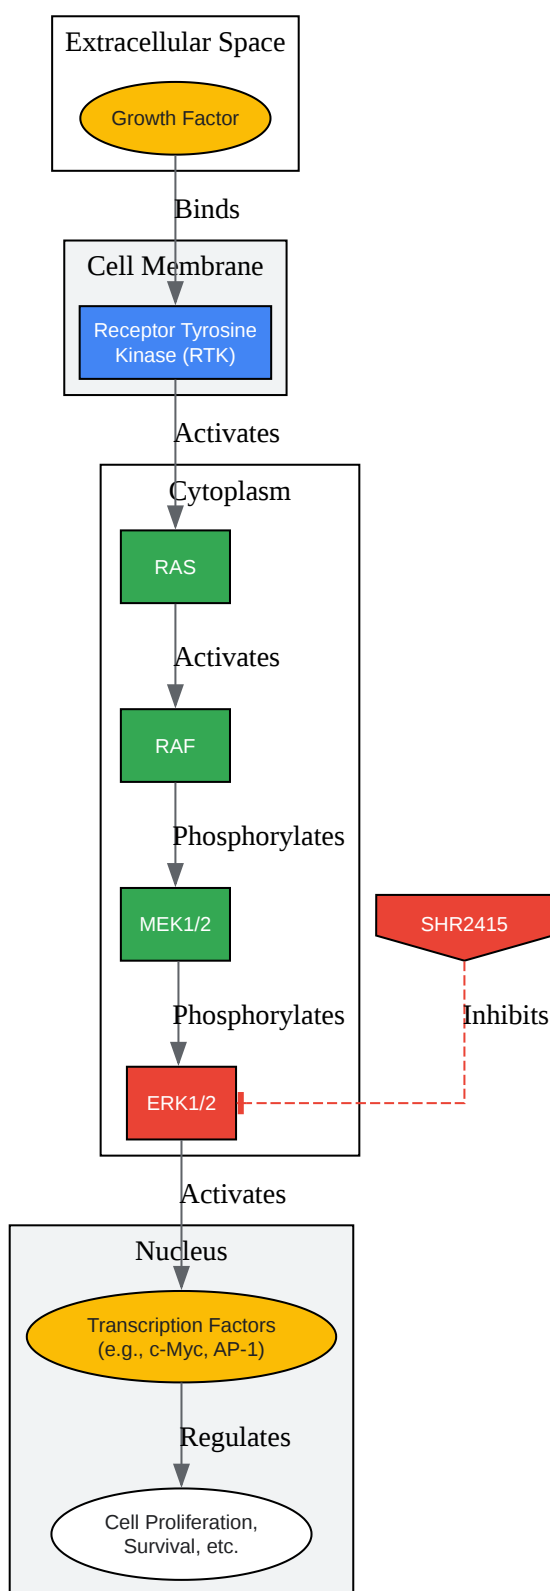 Extracellular Space
Growth Factor
Binds
Cell Membrane
Receptor Tyrosine
Kinase (RTK)
Activates
Cytoplasm
RAS
Activates
RAF
Phosphorylates
MEK1/2
SHR2415
Phosphorylates
Inhibits
ERK1/2
Activates
Nucleus
Transcription Factors
(e.g., c-Myc, AP-1)
Regulates
Cell Proliferation,
Survival, etc.